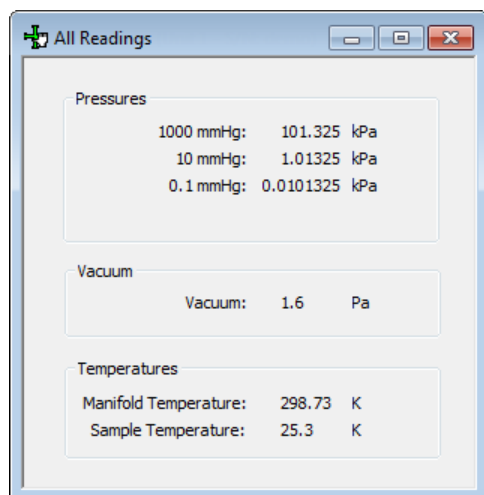 All Readings
Pressures
1000 mmHg: 101.325 kPa
10 mmHg: 1.01325 kPa
0.1 mmHg: 0.0101325 kPa
Vacuum
Vacuum: 1.6 Pa
Temperatures
Manifold Temperature: 298.73 K
Sample Temperature: 25.3 K